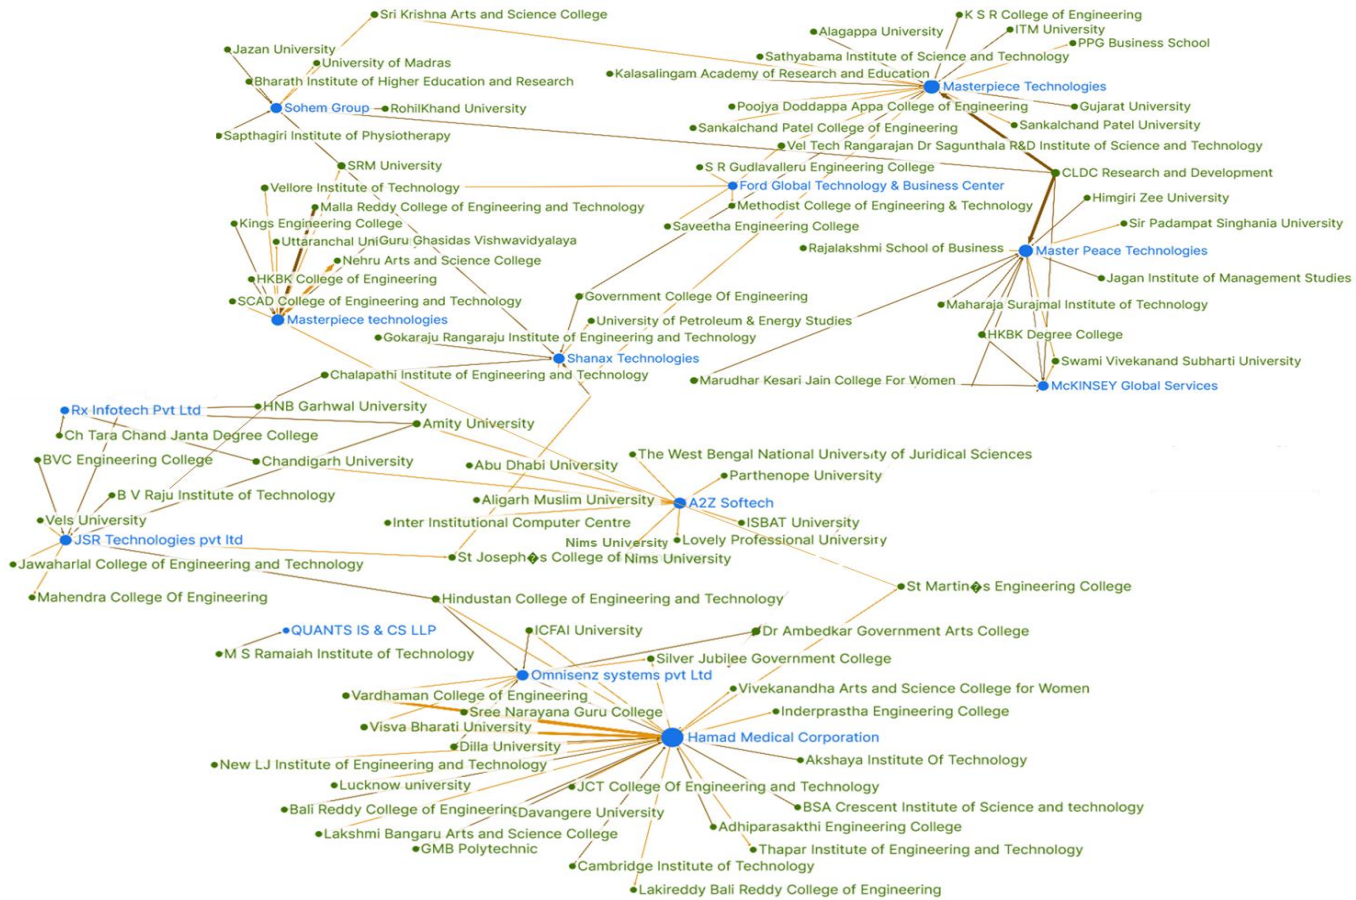 Sri Krishna Arts and Science College
K S R College of Engineering
Alagappa University
ITM University
PPG Business School
Jazan University
University of Madras
Sathyabama Institute of Science and Technology
Kalasalingam Academy of Research and Education
Bharath Institute of Higher Education and Research
Masterpiece Technologies
Sohem Group
RohilKhand University
Poojya Doddappa Appa College of Engineering
Gujarat University
Sankalchand Patel College of Engineering
Sankalchand Patel University
Sapthagiri Institute of Physiotherapy
Vel Tech Rangarajan Dr Sagunthala R&D Institute of Science and Technology
SRM University
S R Gudlavalleru Engineering College
CLDC Research and Development
Vellore Institute of Technology
Ford Global Technology & Business Center
Himgiri Zee University
Malla Reddy College of Engineering and Technology
Methodist College of Engineering & Technology
Kings Engineering College
Saveetha Engineering College
Sir Padampat Singhania University
Uttaranchal Uni
Guru Ghasidas Vishwavidyalaya
Rajalakshmi School of Business
Master Peace Technologies
Nehru Arts and Science College
HKBK College of Engineering
Jagan Institute of Management Studies
SCAD College of Engineering and Technology
Government College Of Engineering
Maharaja Surajmal Institute of Technology
Masterpiece technologies
University of Petroleum & Energy Studies
Gokaraju Rangaraju Institute of Engineering and Technology
HKBK Degree College
Shanax Technologies
Swami Vivekanand Subharti University
Chalapathi Institute of Engineering and Technology
Marudhar Kesari Jain College For Women
McKINSEY Global Services
Rx Infotech Pvt Ltd
HNB Garhwal University
Amity University
Ch Tara Chand Janta Degree College
BVC Engineering College
Chandigarh University
Abu Dhabi University
The West Bengal National University of Juridical Sciences
Parthenope University
B V Raju Institute of Technology
Aligarh Muslim University
A2Z Softech
Vels University
Inter Institutional Computer Centre
ISBAT University
JSR Technologies pvt ltd
Nims University
Lovely Professional University
St Joseph�s College of
Nims University
Jawaharlal College of Engineering and Technology
St Martin�s Engineering College
Mahendra College Of Engineering
Hindustan College of Engineering and Technology
QUANTS IS & CS LLP
ICFAI University
Dr Ambedkar Government Arts College
M S Ramaiah Institute of Technology
Silver Jubilee Government College
Omnisenz systems pvt Ltd
Vardhaman College of Engineering
Vivekanandha Arts and Science College for Women
Sree Narayana Guru College
Inderprastha Engineering College
Visva Bharati University
Hamad Medical Corporation
Dilla University
New LJ Institute of Engineering and Technology
Akshaya Institute Of Technology
Lucknow university
JCT College Of Engineering and Technology
Bali Reddy College of Engineering
Davangere University
BSA Crescent Institute of Science and technology
Lakshmi Bangaru Arts and Science College
Adhiparasakthi Engineering College
GMB Polytechnic
Thapar Institute of Engineering and Technology
Cambridge Institute of Technology
Lakireddy Bali Reddy College of Engineering